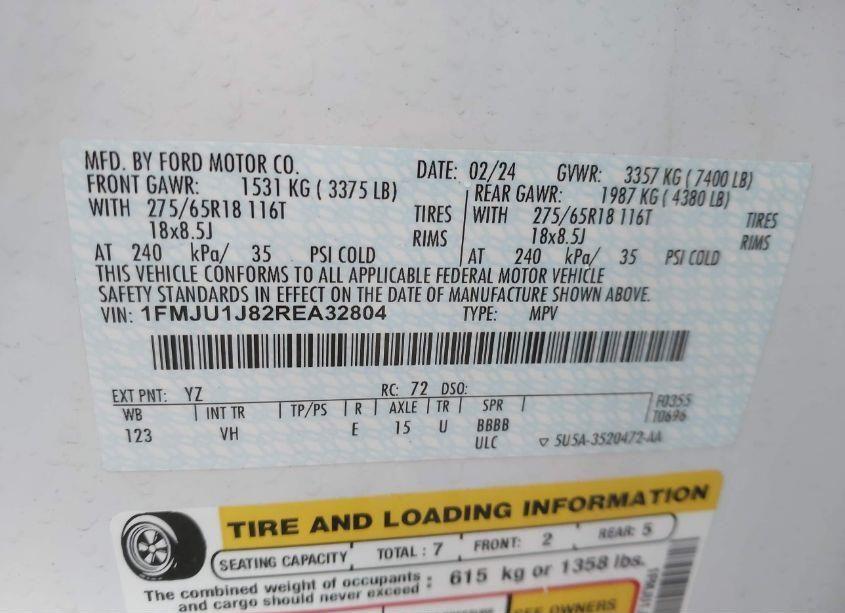 MFD. BY FORD MOTOR CO. DATE: 02/24 GVWR: 3357 KG ( 7400 LB)
FRONT GAWR: 1531 KG ( 3375 LB) REAR GAWR: 1987 KG ( 4380 LB)
WITH 275/65R18 116T TIRES WITH 275/65R18 116T TIRES
18x8.5J RIMS 18x8.5J RIMS
AT 240 kPa/ 35 PSI COLD AT 240 kPa/ 35 PSI COLD
THIS VEHICLE CONFORMS TO ALL APPLICABLE FEDERAL MOTOR VEHICLE
SAFETY STANDARDS IN EFFECT ON THE DATE OF MANUFACTURE SHOWN ABOVE.
VIN: 1FMJU1J82REA32804 TYPE: MPV
EXT PNT: YZ RC: 72 DSO:
WB INT TR TP/PS R AXLE TR SPR F0355
123 VH E 15 U BBBB T0696
ULC ▽ 5U5A-3520472-AA
TIRE AND LOADING INFORMATION
SEATING CAPACITY TOTAL : 7 FRONT: 2 REAR: 5
The combined weight of occupants : 615 kg or 1358 lbs.
and cargo should never exceed
SEE OWNERS